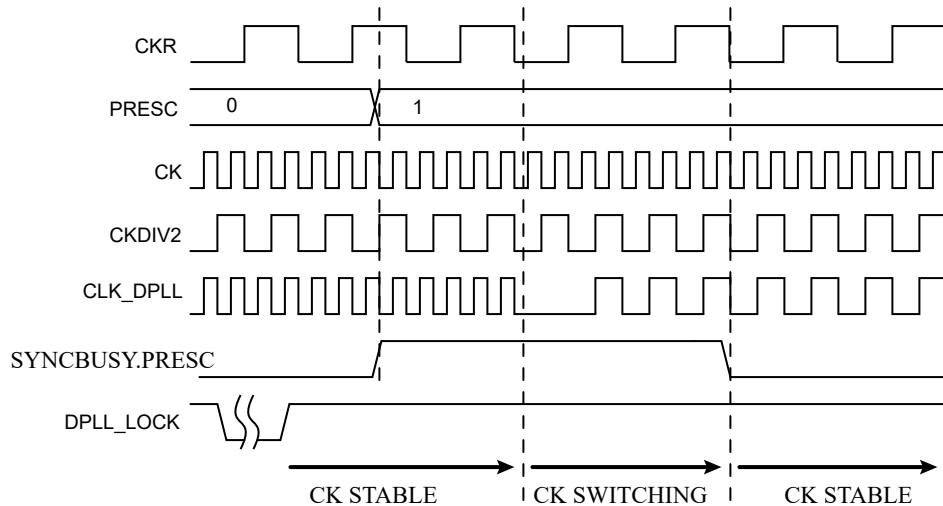 CKR
PRESC 0 1
CK
CKDIV2
CLK_DPLL
SYNCBUSY.PRESC
DPLL_LOCK
CK STABLE CK SWITCHING CK STABLE